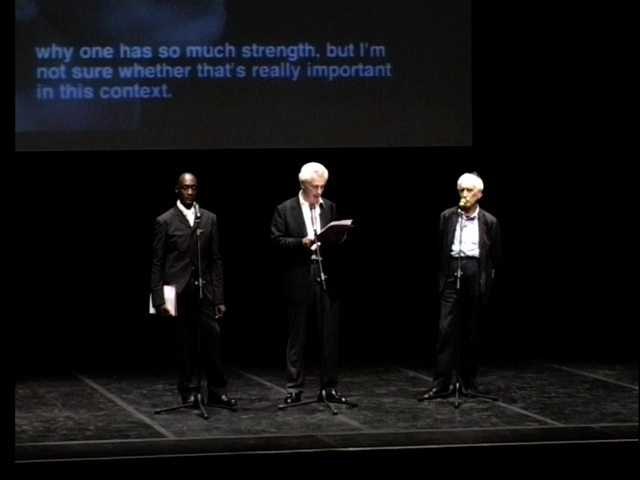 why one has so much strength, but I'm
not sure whether that's really important
in this context.